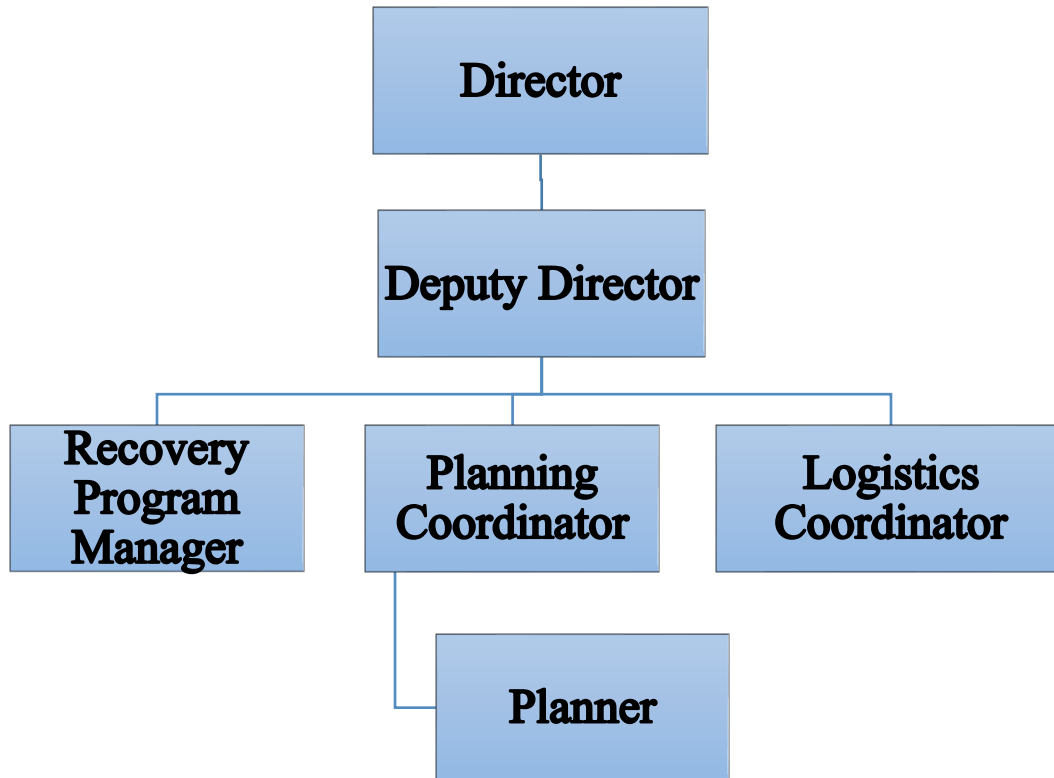 Director
Deputy Director
Recovery
Program
Manager
Planning
Coordinator
Logistics
Coordinator
Planner